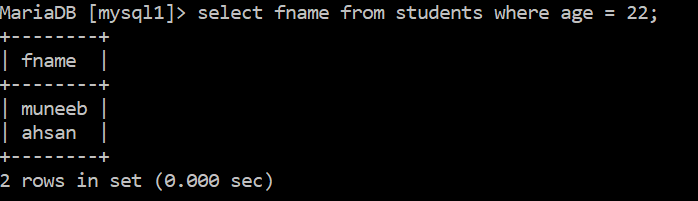 MariaDB [mysql1]> select fname from students where age = 22;
+--------+
| fname  |
+--------+
| muneeb |
| ahsan  |
+--------+
2 rows in set (0.000 sec)